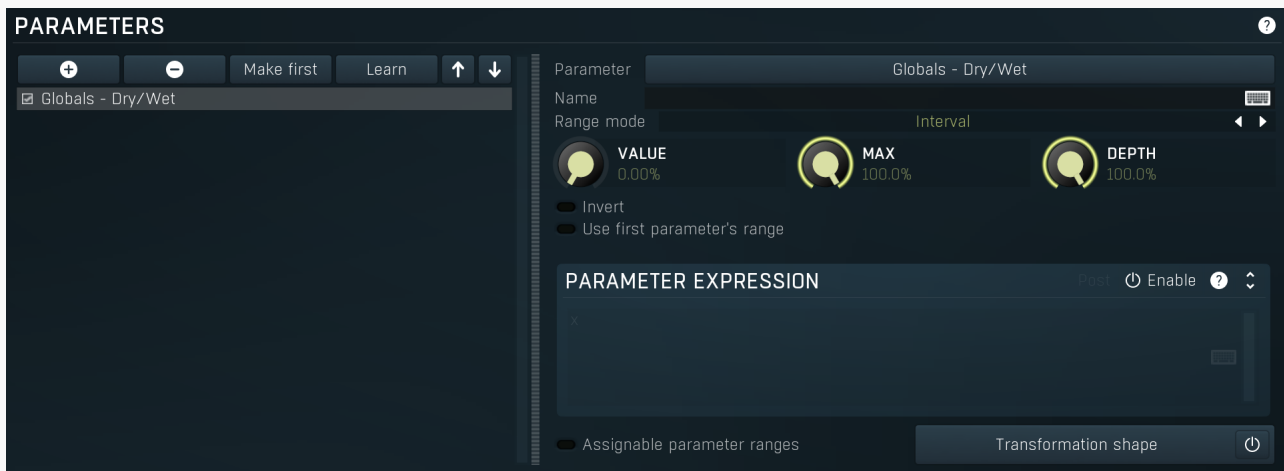 PARAMETERS
?
Make first
Learn
Globals - Dry/Wet
Parameter
Globals - Dry/Wet
Name
Range mode
Interval
VALUE
0.00%
MAX
100.0%
DEPTH
100.0%
Invert
Use first parameter's range
PARAMETER EXPRESSION
Post
Enable
?
x
Assignable parameter ranges
Transformation shape